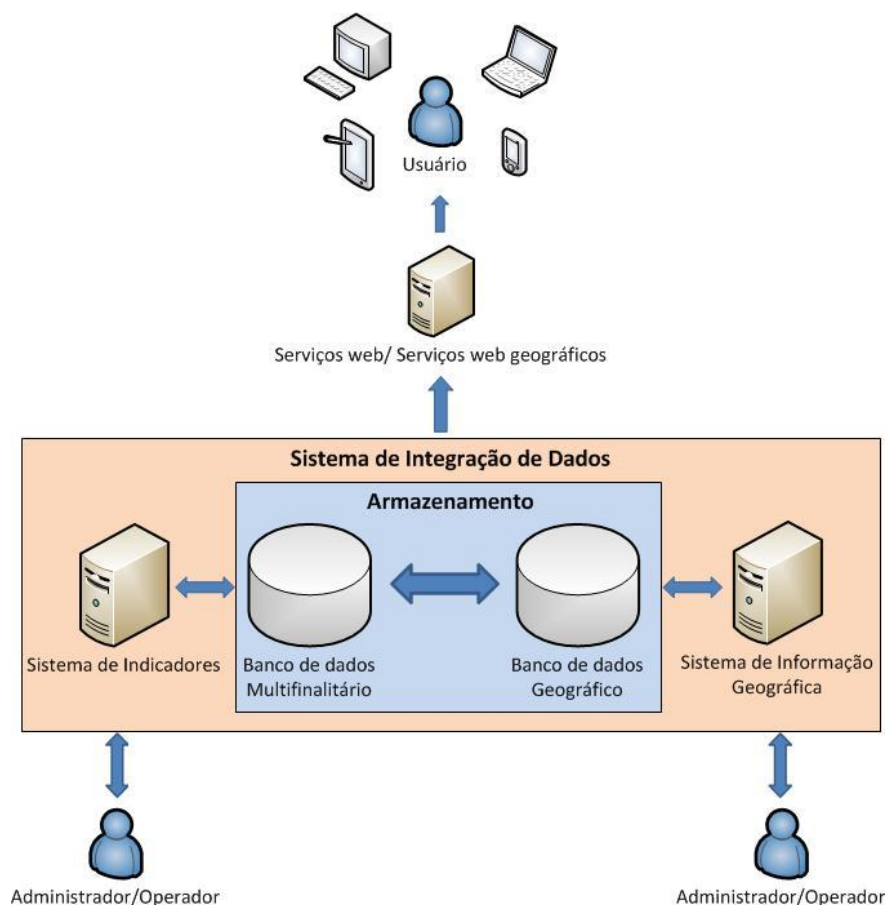 Usuário
Serviços web/ Serviços web geográficos
Sistema de Integração de Dados
Armazenamento
Sistema de Indicadores
Banco de dados
Multifinalitário
Banco de dados
Geográfico
Sistema de Informação
Geográfica
Administrador/Operador
Administrador/Operador